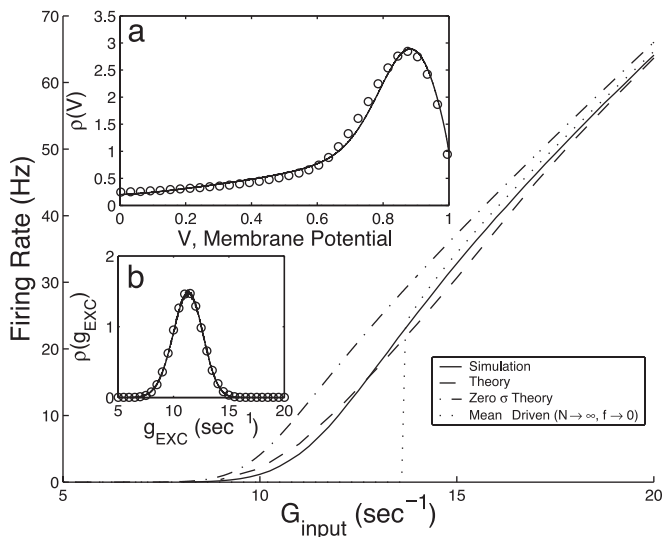 70
60
50
40
30
20
10
0
Firing Rate (Hz)
5
10
15
20
G_input (sec⁻¹)
a
3.5
3
2.5
2
1.5
1
0.5
0
ρ(V)
0
0.2
0.4
0.6
0.8
1
V, Membrane Potential
b
2
1
0
ρ(g_EXC)
5
10
15
20
g_EXC (sec⁻¹)
Simulation
Theory
Zero σ Theory
Mean Driven (N→∞, f→0)